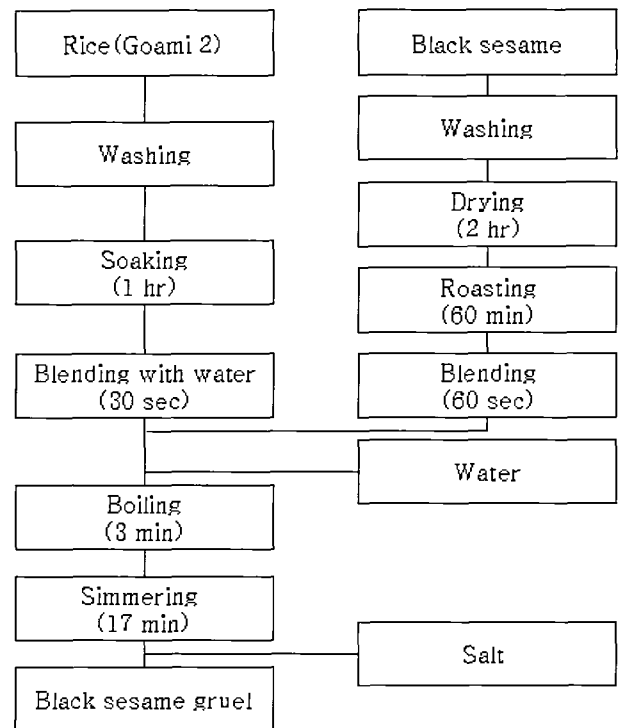 Rice(Goami 2)
Washing
Soaking
(1 hr)
Blending with water
(30 sec)
Black sesame
Washing
Drying
(2 hr)
Roasting
(60 min)
Blending
(60 sec)
Water
Boiling
(3 min)
Simmering
(17 min)
Salt
Black sesame gruel